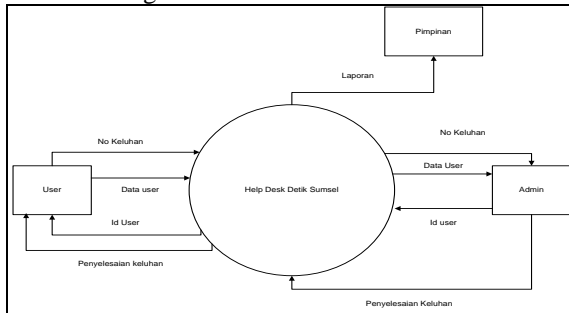 Pimpinan
Laporan
No Keluhan
No Keluhan
Data User
User
Data user
Help Desk Detik Sumsel
Admin
Id User
Id user
Penyelesaian keluhan
Penyelesaian Keluhan